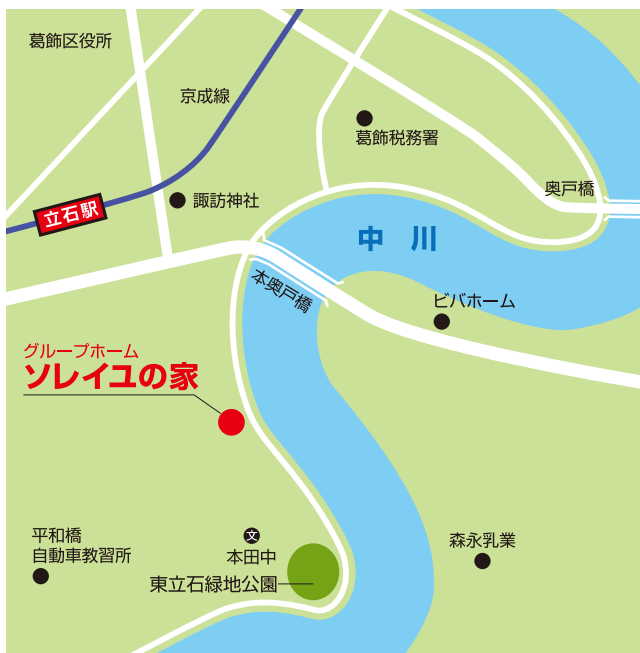 葛飾区役所
京成線
葛飾税務署
奥戸橋
諏訪神社
立石駅
中 川
本奥戸橋
ビバホーム
グループホーム
ソレイユの家
平和橋
自動車教習所
文
本田中
東立石緑地公園
森永乳業